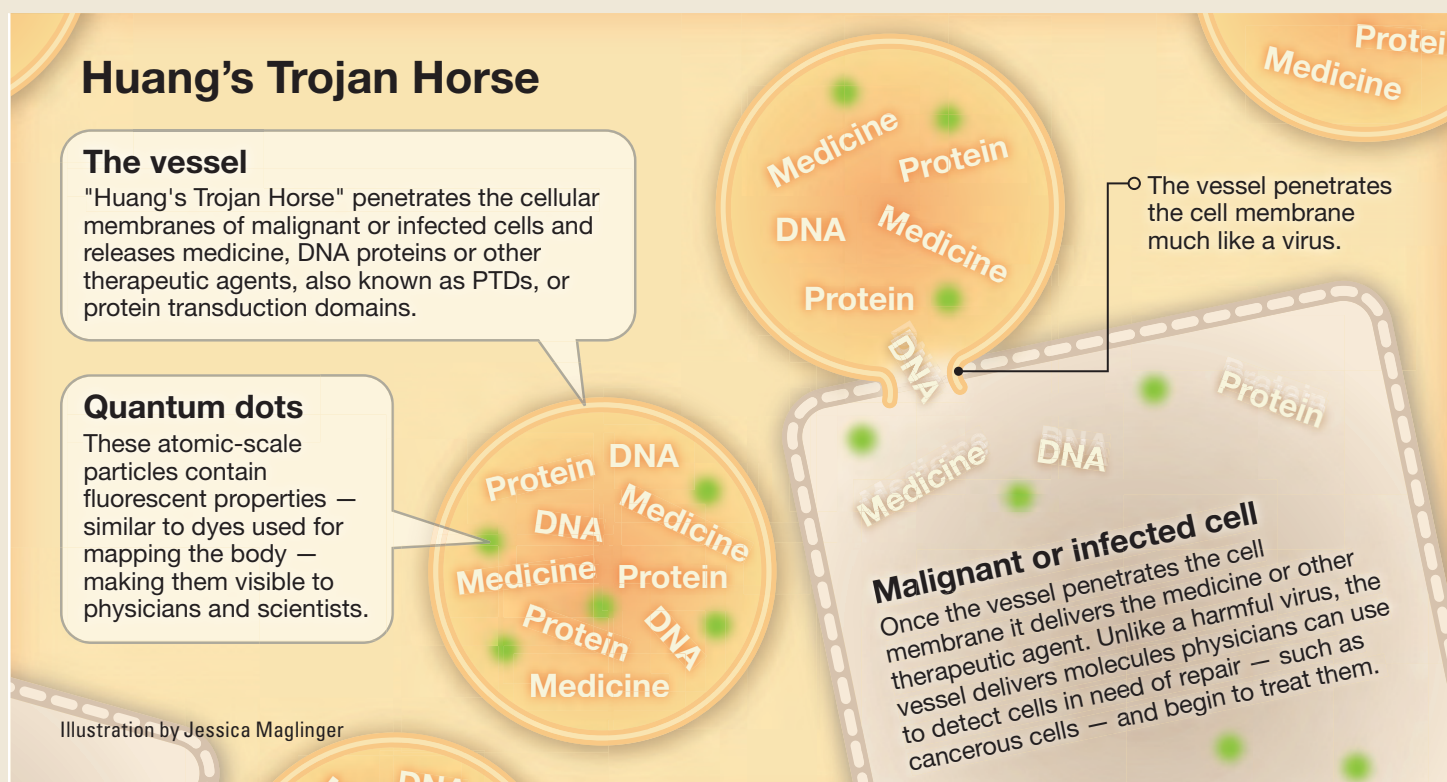 Huang's Trojan Horse
The vessel
"Huang's Trojan Horse" penetrates the cellular
membranes of malignant or infected cells and
releases medicine, DNA proteins or other
therapeutic agents, also known as PTDs, or
protein transduction domains.
Quantum dots
These atomic-scale
particles contain
fluorescent properties —
similar to dyes used for
mapping the body —
making them visible to
physicians and scientists.
Protein
DNA
Medicine
DNA
Medicine
Protein
Protein
DNA
Medicine
Medicine
Protein
DNA
Medicine
Protein
DNA
Protei
Medicine
The vessel penetrates
the cell membrane
much like a virus.
Protein
DNA
Medicine
Malignant or infected cell
Once the vessel penetrates the cell
membrane it delivers the medicine or other
therapeutic agent. Unlike a harmful virus, the
vessel delivers molecules physicians can use
to detect cells in need of repair — such as
cancerous cells — and begin to treat them.
Illustration by Jessica Maglinger
DNA